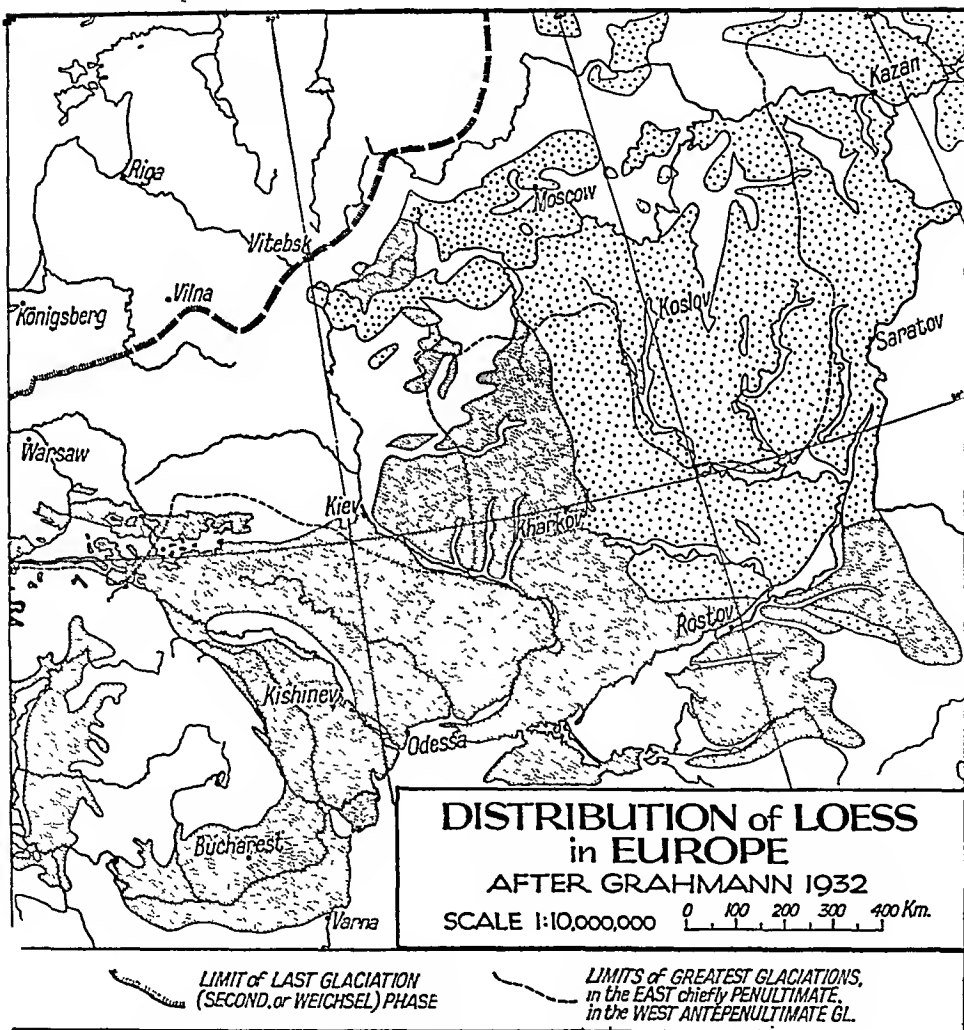 Kazan
Riga
Moscow
Vitebsk
Vilna
Königsberg
Koslov
Saratov
Warsaw
Kiev
Kharkov
Rostov
Kishinev
Odessa
Bucharest
Varna
DISTRIBUTION of LOESS
in EUROPE
AFTER GRAHMANN 1932
SCALE 1:10,000,000 0 100 200 300 400 Km.
LIMIT of LAST GLACIATION
(SECOND, or WEICHSEL) PHASE
LIMITS of GREATEST GLACIATIONS,
in the EAST chiefly PENULTIMATE,
in the WEST ANTEPENULTIMATE GL.